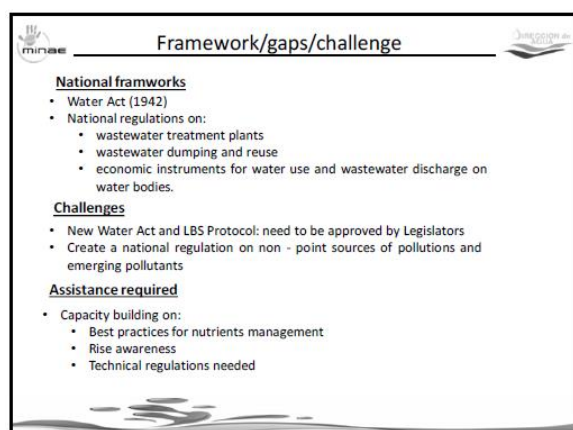 minae
Framework/gaps/challenge
DIRECCION de
AGUA
National framworks
• Water Act (1942)
• National regulations on:
• wastewater treatment plants
• wastewater dumping and reuse
• economic instruments for water use and wastewater discharge on
water bodies.
Challenges
• New Water Act and LBS Protocol: need to be approved by Legislators
• Create a national regulation on non - point sources of pollutions and
emerging pollutants
Assistance required
• Capacity building on:
• Best practices for nutrients management
• Rise awareness
• Technical regulations needed